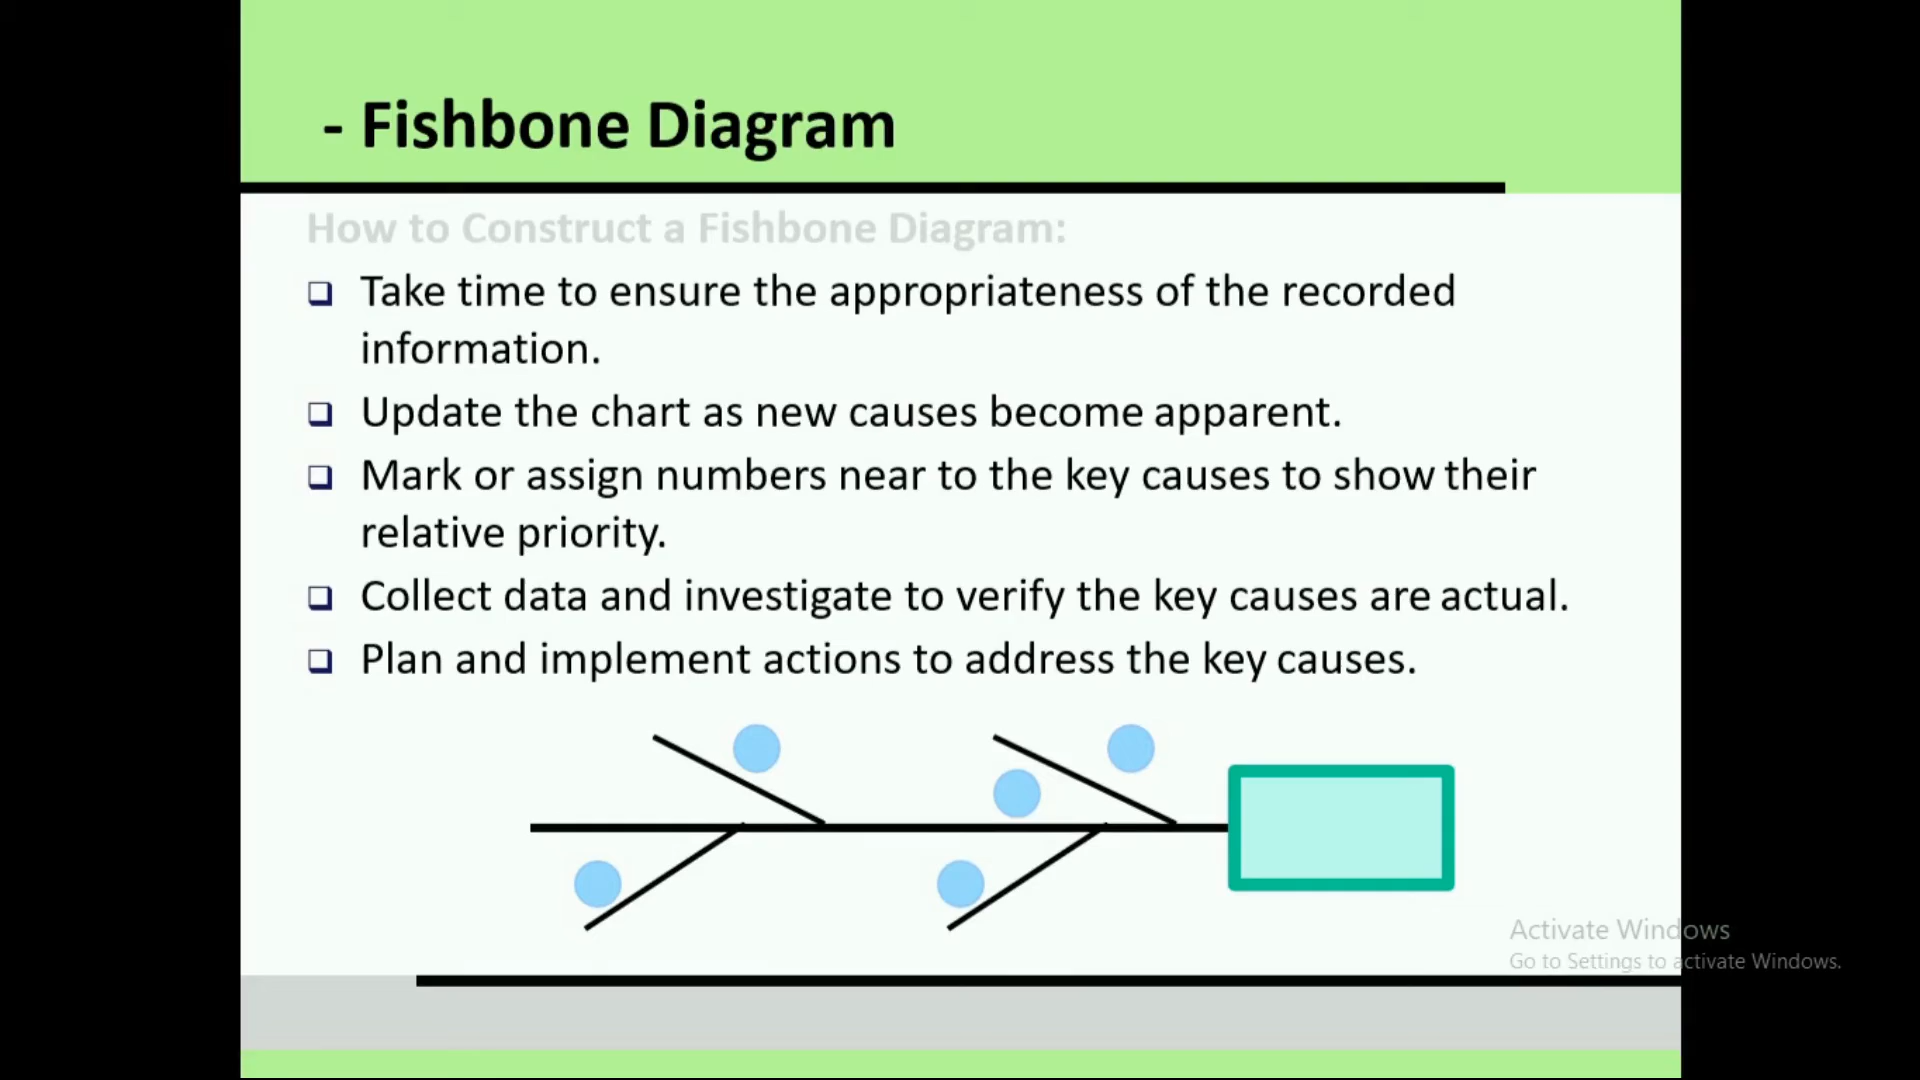 - Fishbone Diagram
How to Construct a Fishbone Diagram:
❑ Take time to ensure the appropriateness of the recorded
information.
❑ Update the chart as new causes become apparent.
❑ Mark or assign numbers near to the key causes to show their
relative priority.
❑ Collect data and investigate to verify the key causes are actual.
❑ Plan and implement actions to address the key causes.
Activate Windows
Go to Settings to activate Windows.